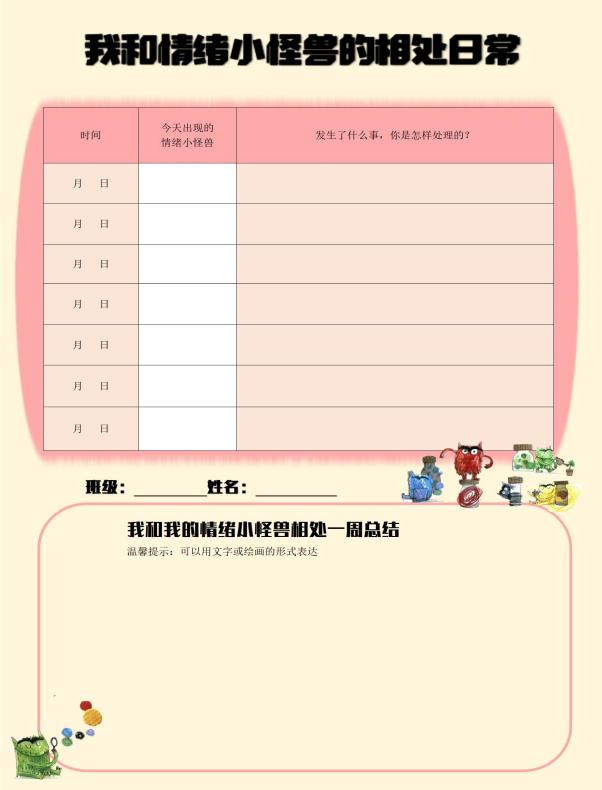 我和情绪小怪兽的相处日常
时间
今天出现的
情绪小怪兽
发生了什么事，你是怎样处理的？
月 日
月 日
月 日
月 日
月 日
月 日
月 日
班级：_________姓名：__________
我和我的情绪小怪兽相处一周总结
温馨提示：可以用文字或绘画的形式表达